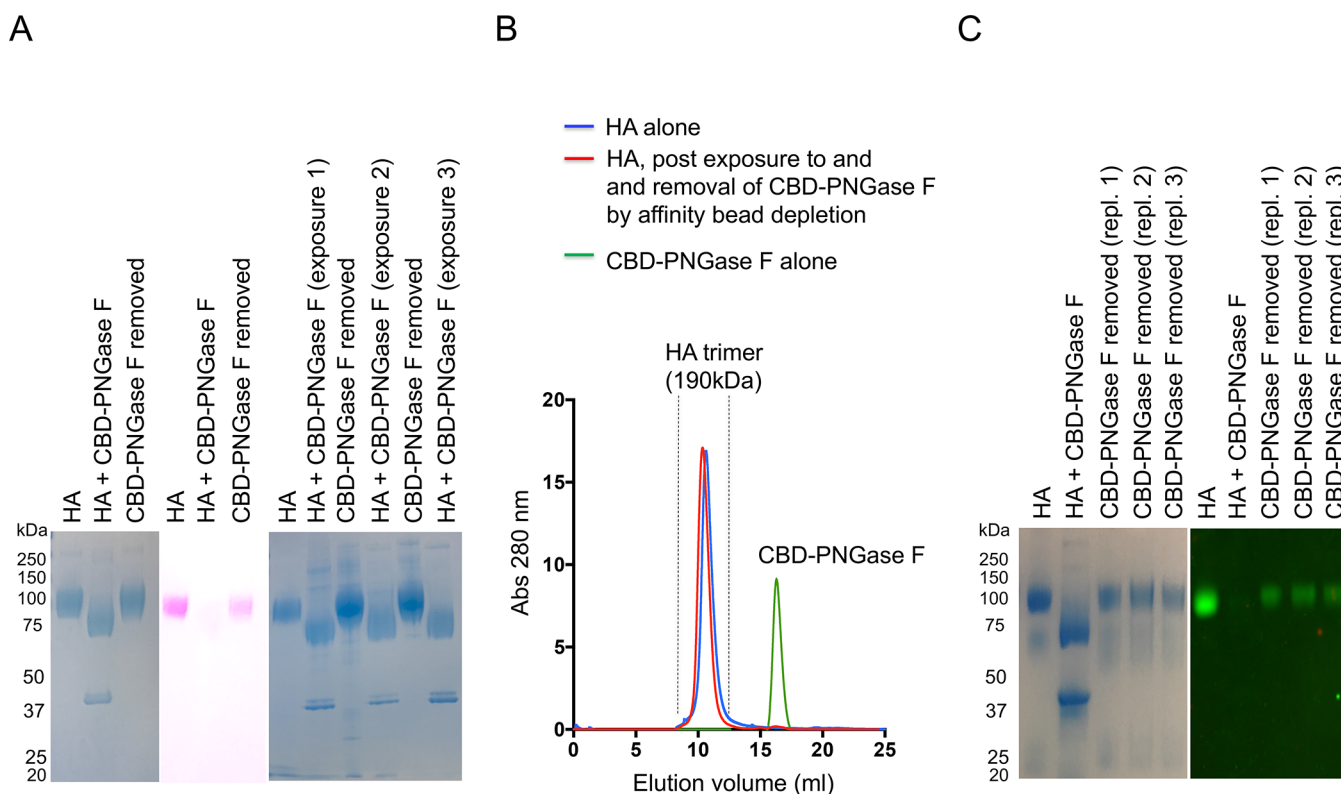 A
B
C
HA
HA + CBD-PNGase F
CBD-PNGase F removed
HA
HA + CBD-PNGase F
CBD-PNGase F removed
HA
HA + CBD-PNGase F (exposure 1)
CBD-PNGase F removed
HA + CBD-PNGase F (exposure 2)
CBD-PNGase F removed
HA + CBD-PNGase F (exposure 3)
kDa
250
150
100
75
50
37
25
20
HA alone
HA, post exposure to and
and removal of CBD-PNGase F
by affinity bead depletion
CBD-PNGase F alone
HA trimer
(190kDa)
CBD-PNGase F
Abs 280 nm
20
15
10
5
0
0
5
10
15
20
25
Elution volume (ml)
HA
HA + CBD-PNGase F
CBD-PNGase F removed (repl. 1)
CBD-PNGase F removed (repl. 2)
CBD-PNGase F removed (repl. 3)
HA
HA + CBD-PNGase F
CBD-PNGase F removed (repl. 1)
CBD-PNGase F removed (repl. 2)
CBD-PNGase F removed (repl. 3)
kDa
250
150
100
75
50
37
25
20